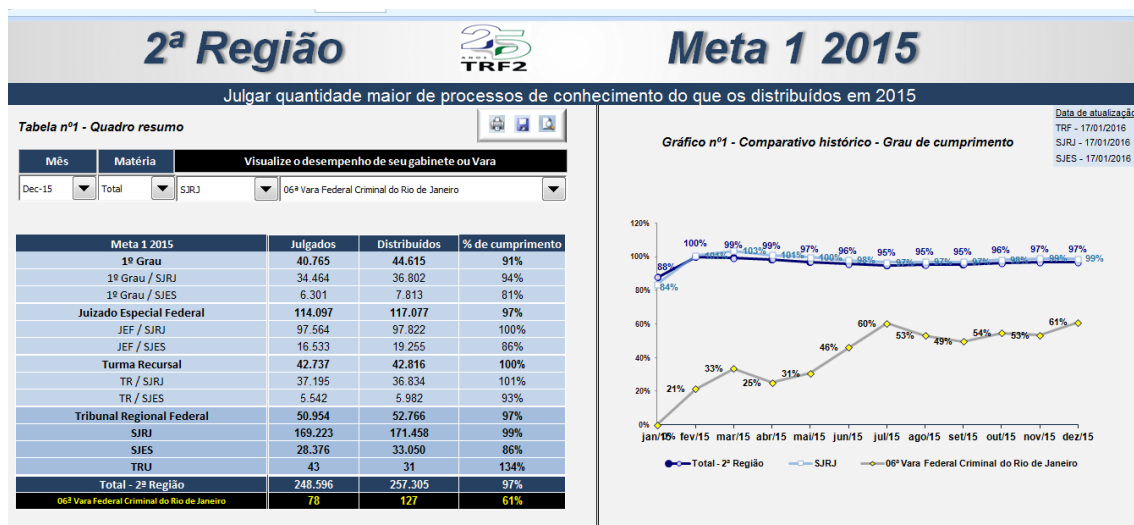 2ª Região
25
ANOS
TRF2
Meta 1 2015
Julgar quantidade maior de processos de conhecimento do que os distribuídos em 2015
Tabela nº1 - Quadro resumo
Mês Matéria Visualize o desempenho de seu gabinete ou Vara
Dec-15 Total SJRJ 06ª Vara Federal Criminal do Rio de Janeiro
Meta 1 2015 Julgados Distribuídos % de cumprimento
1º Grau 40.765 44.615 91%
1º Grau / SJRJ 34.464 36.802 94%
1º Grau / SJES 6.301 7.813 81%
Juizado Especial Federal 114.097 117.077 97%
JEF / SJRJ 97.564 97.822 100%
JEF / SJES 16.533 19.255 86%
Turma Recursal 42.737 42.816 100%
TR / SJRJ 37.195 36.834 101%
TR / SJES 5.542 5.982 93%
Tribunal Regional Federal 50.954 52.766 97%
SJRJ 169.223 171.458 99%
SJES 28.376 33.050 86%
TRU 43 31 134%
Total - 2ª Região 248.596 257.305 97%
06ª Vara Federal Criminal do Rio de Janeiro 78 127 61%
Data de atualização
TRF - 17/01/2016
SJRJ - 17/01/2016
SJES - 17/01/2016
Gráfico nº1 - Comparativo histórico - Grau de cumprimento
120%
100%
80%
60%
40%
20%
0%
88% 100% 99% 99% 97% 96% 95% 95% 95% 96% 97% 97%
84% 101% 103% 101% 100% 98% 97% 97% 97% 98% 99% 99%
0% 21% 33% 25% 31% 46% 60% 53% 49% 54% 53% 61%
jan/15 fev/15 mar/15 abr/15 mai/15 jun/15 jul/15 ago/15 set/15 out/15 nov/15 dez/15
Total - 2ª Região SJRJ 06ª Vara Federal Criminal do Rio de Janeiro